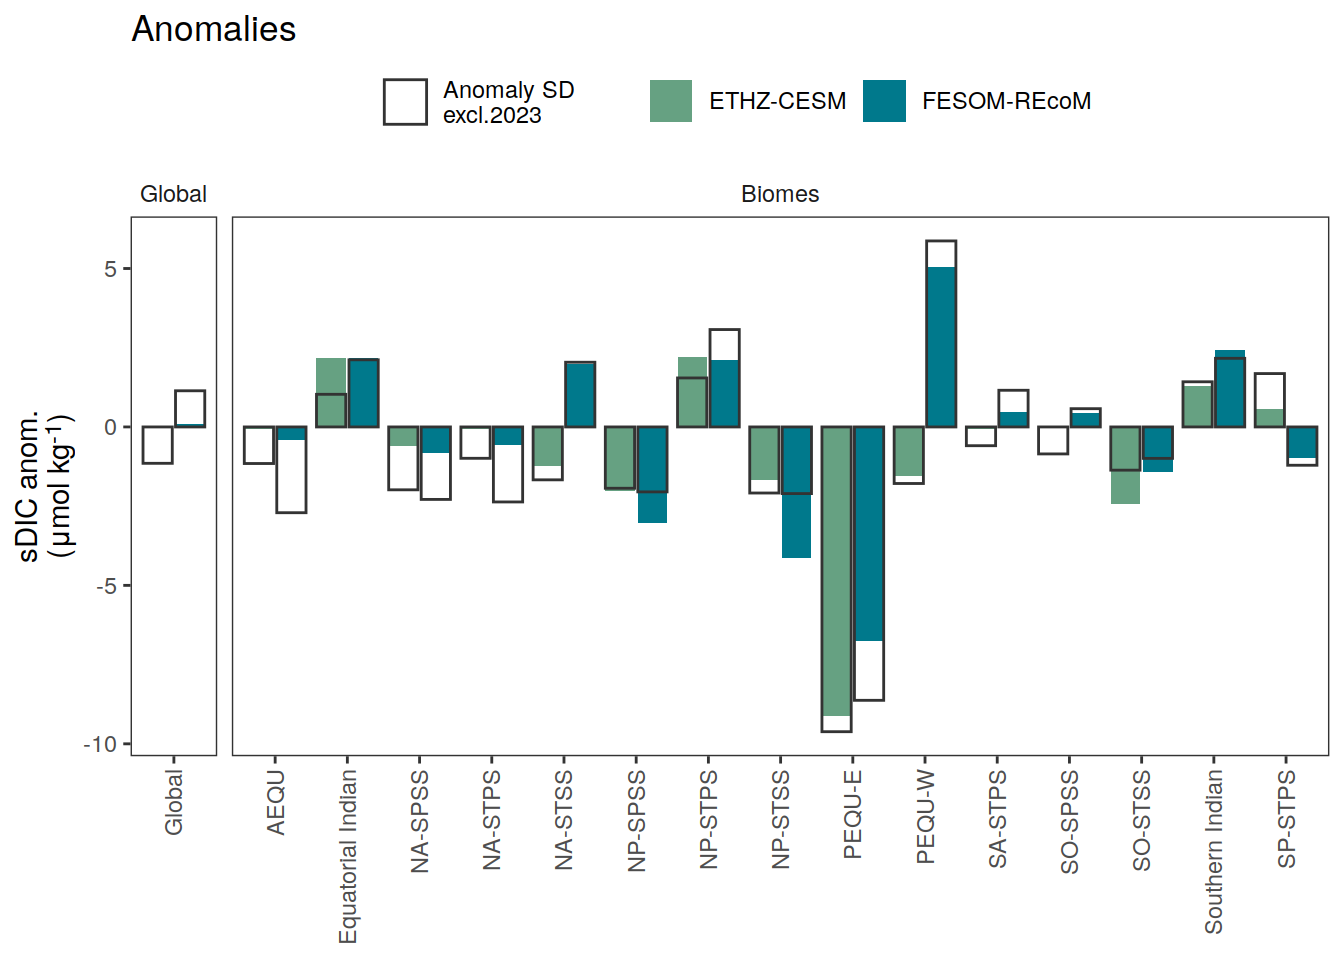 Anomalies
Anomaly SD
excl.2023
ETHZ-CESM
FESOM-REcoM
Global
Biomes
sDIC anom.
(μmol kg⁻¹)
5
0
-5
-10
Global
AEQU
Equatorial Indian
NA-SPSS
NA-STPS
NA-STSS
NP-SPSS
NP-STPS
NP-STSS
PEQU-E
PEQU-W
SA-STPS
SO-SPSS
SO-STSS
Southern Indian
SP-STPS